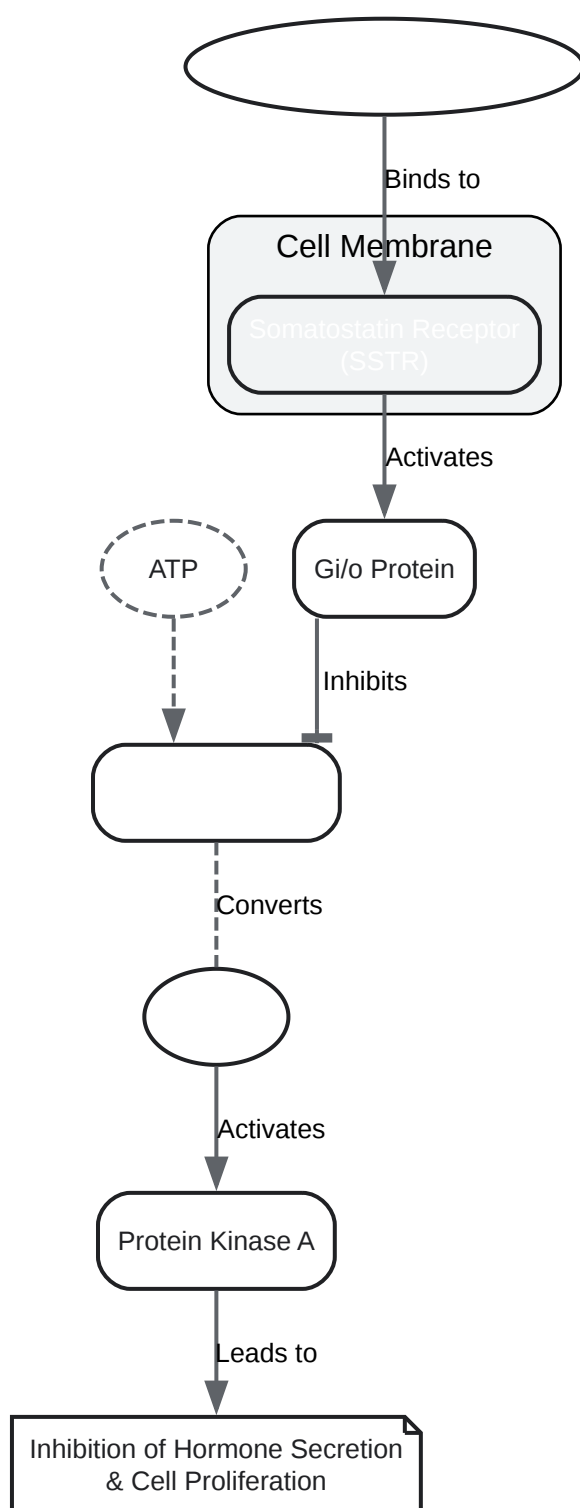 Binds to
Cell Membrane
Somatostatin Receptor
(SSTR)
Activates
ATP
Gi/o Protein
Inhibits
Converts
Activates
Protein Kinase A
Leads to
Inhibition of Hormone Secretion
& Cell Proliferation